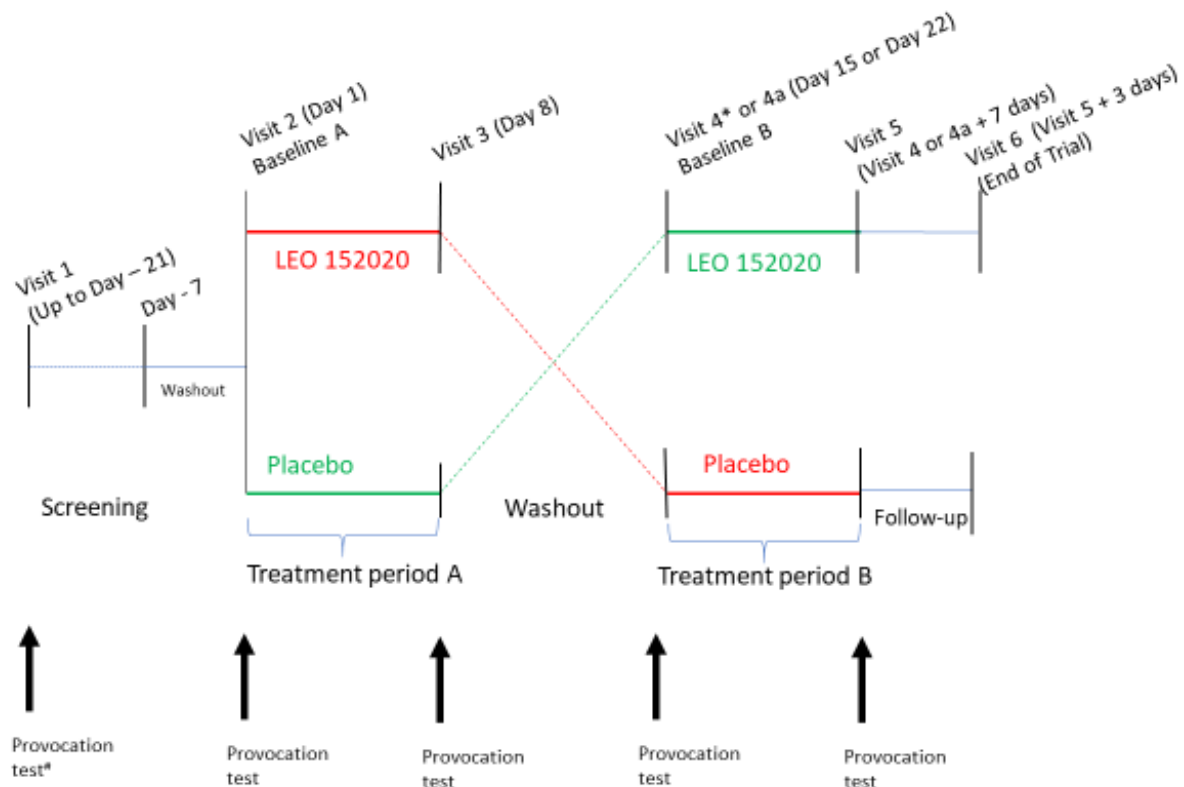 Visit 1
(Up to Day – 21)
Day - 7
Washout
Visit 2 (Day 1)
Baseline A
Visit 3 (Day 8)
Visit 4* or 4a (Day 15 or Day 22)
Baseline B
Visit 5
(Visit 4 or 4a + 7 days)
Visit 6 (Visit 5 + 3 days)
(End of Trial)
LEO 152020
LEO 152020
Placebo
Placebo
Screening
Washout
Follow-up
Treatment period A
Treatment period B
Provocation
test#
Provocation
test
Provocation
test
Provocation
test
Provocation
test